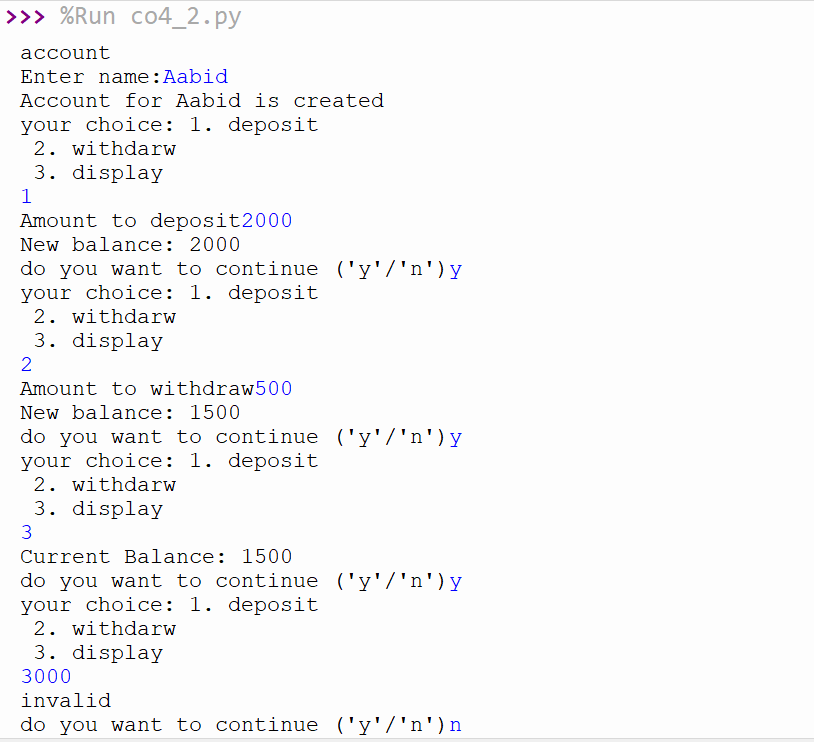 >>> %Run co4_2.py
account
Enter name:Aabid
Account for Aabid is created
your choice: 1. deposit
2. withdarw
3. display
1
Amount to deposit2000
New balance: 2000
do you want to continue ('y'/'n')y
your choice: 1. deposit
2. withdarw
3. display
2
Amount to withdraw500
New balance: 1500
do you want to continue ('y'/'n')y
your choice: 1. deposit
2. withdarw
3. display
3
Current Balance: 1500
do you want to continue ('y'/'n')y
your choice: 1. deposit
2. withdarw
3. display
3000
invalid
do you want to continue ('y'/'n')n